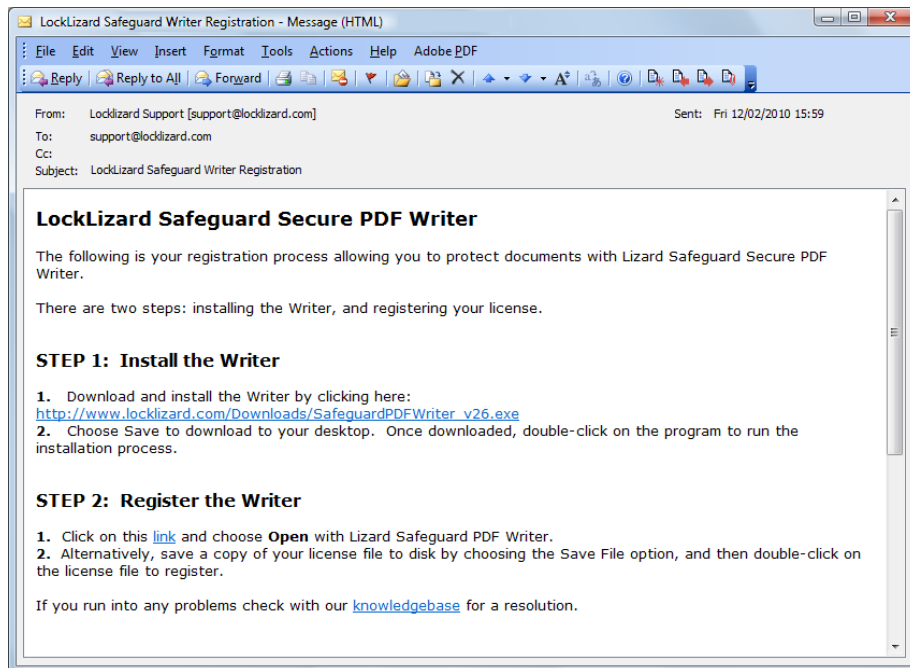 LockLizard Safeguard Writer Registration - Message (HTML)
File Edit View Insert Format Tools Actions Help Adobe PDF
Reply Reply to All Forward
From: Locklizard Support [support@locklizard.com] Sent: Fri 12/02/2010 15:59
To: support@locklizard.com
Cc:
Subject: LockLizard Safeguard Writer Registration
LockLizard Safeguard Secure PDF Writer
The following is your registration process allowing you to protect documents with Lizard Safeguard Secure PDF
Writer.
There are two steps: installing the Writer, and registering your license.
STEP 1: Install the Writer
1. Download and install the Writer by clicking here:
http://www.locklizard.com/Downloads/SafeguardPDFWriter_v26.exe
2. Choose Save to download to your desktop. Once downloaded, double-click on the program to run the
installation process.
STEP 2: Register the Writer
1. Click on this link and choose Open with Lizard Safeguard PDF Writer.
2. Alternatively, save a copy of your license file to disk by choosing the Save File option, and then double-click on
the license file to register.
If you run into any problems check with our knowledgebase for a resolution.